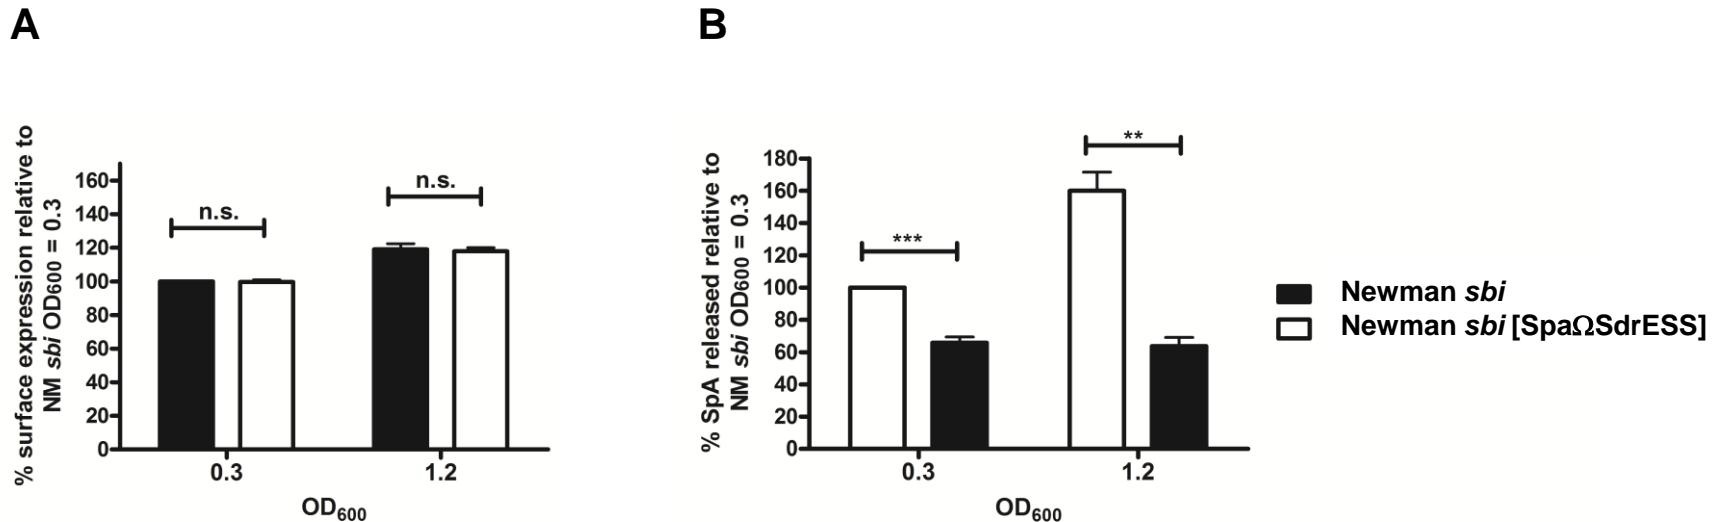 A
B
% surface expression relative to
NM sbi OD600 = 0.3
160
140
120
100
80
60
40
20
0
n.s.
n.s.
0.3
1.2
OD600
% SpA released relative to
NM sbi OD600 = 0.3
180
160
140
120
100
80
60
40
20
0
***
**
0.3
1.2
OD600
Newman sbi
Newman sbi [SpaΩSdrESS]